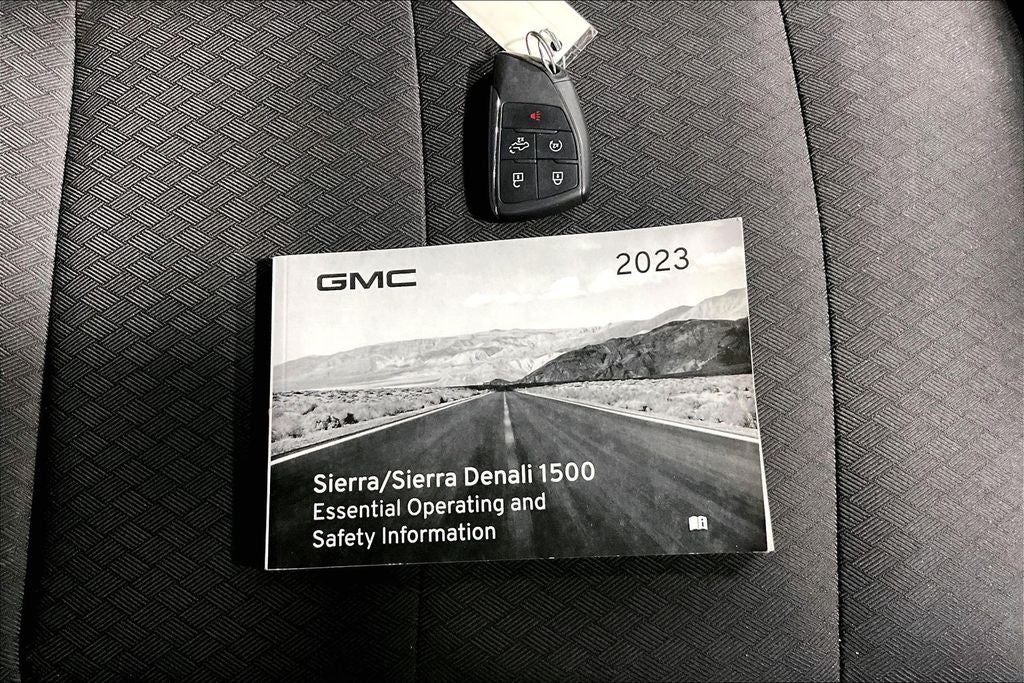 GMC
2023
Sierra/Sierra Denali 1500
Essential Operating and
Safety Information